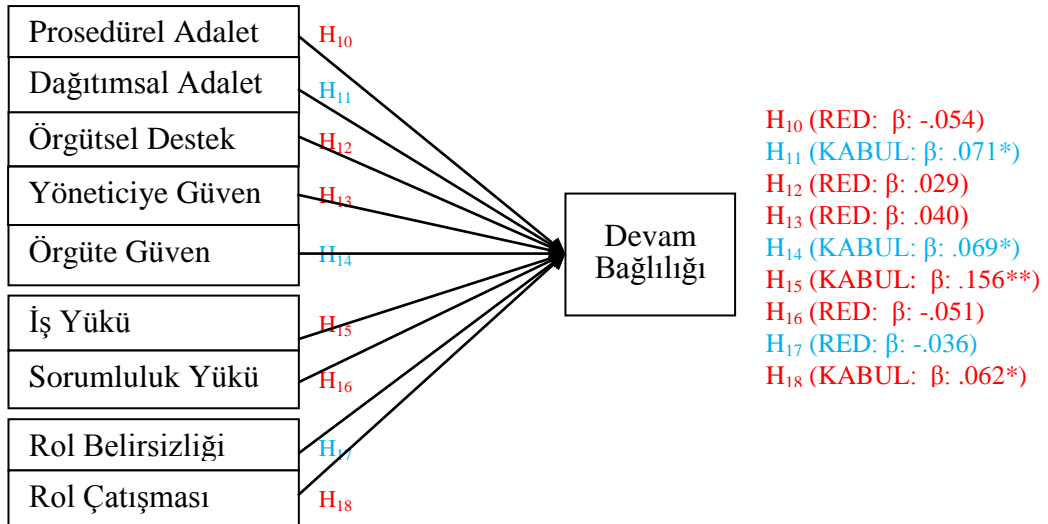 Prosedürel Adalet
Dağıtımsal Adalet
Örgütsel Destek
Yöneticiye Güven
Örgüte Güven
İş Yükü
Sorumluluk Yükü
Rol Belirsizliği
Rol Çatışması
H10
H11
H12
H13
H14
H15
H16
H17
H18
Devam
Bağlılığı
H10 (RED: β: -.054)
H11 (KABUL: β: .071*)
H12 (RED: β: .029)
H13 (RED: β: .040)
H14 (KABUL: β: .069*)
H15 (KABUL: β: .156**)
H16 (RED: β: -.051)
H17 (RED: β: -.036)
H18 (KABUL: β: .062*)